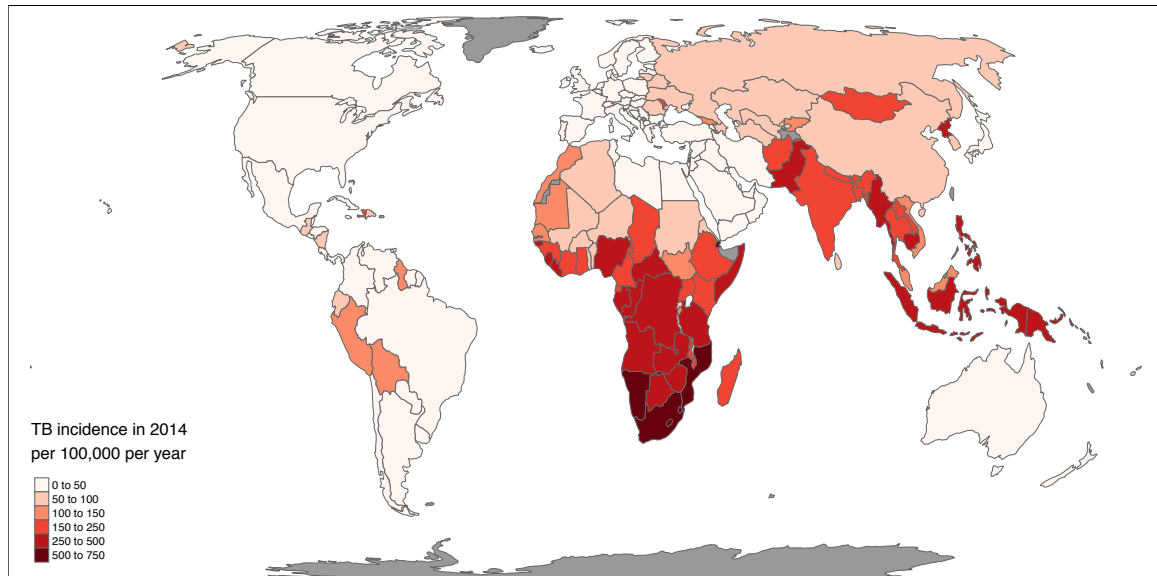 TB incidence in 2014
per 100,000 per year
0 to 50
50 to 100
100 to 150
150 to 250
250 to 500
500 to 750